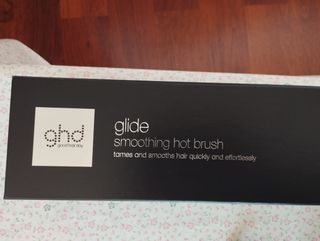 ghd
good hair day
glide
smoothing hot brush
tames and smooths hair quickly and effortlessly